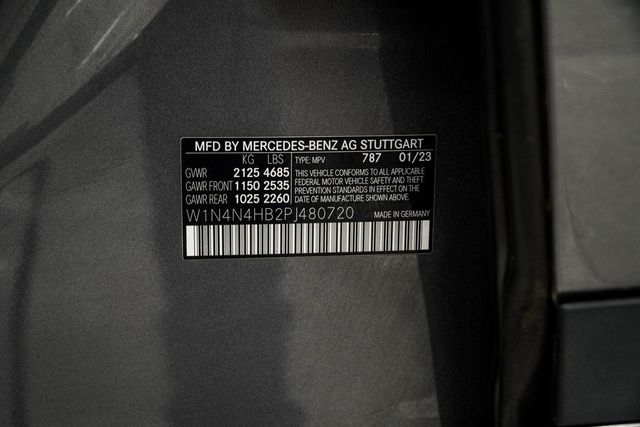 MFD BY MERCEDES-BENZ AG STUTTGART
KG LBS
GVWR 2125 4685
GAWR FRONT 1150 2535
GAWR REAR 1025 2260
TYPE: MPV 787 01/23
THIS VEHICLE CONFORMS TO ALL APPLICABLE
FEDERAL MOTOR VEHICLE SAFETY AND THEFT
PREVENTION STANDARDS IN EFFECT ON THE
DATE OF MANUFACTURE SHOWN ABOVE.
W1N4N4HB2PJ480720 MADE IN GERMANY